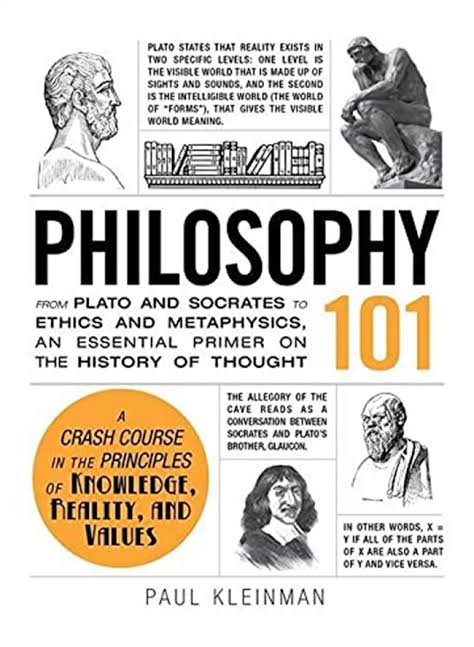 PLATO STATES THAT REALITY EXISTS IN
TWO SPECIFIC LEVELS: ONE LEVEL IS
THE VISIBLE WORLD THAT IS MADE UP OF
SIGHTS AND SOUNDS, AND THE SECOND
IS THE INTELLIGIBLE WORLD (THE WORLD
OF "FORMS"), THAT GIVES THE VISIBLE
WORLD MEANING.
PHILOSOPHY
FROM PLATO AND SOCRATES TO
ETHICS AND METAPHYSICS,
AN ESSENTIAL PRIMER ON
THE HISTORY OF THOUGHT
101
A
CRASH COURSE
IN THE PRINCIPLES
OF KNOWLEDGE,
REALITY, AND
VALUES
THE ALLEGORY OF THE
CAVE READS AS A
CONVERSATION BETWEEN
SOCRATES AND PLATO'S
BROTHER, GLAUCON.
IN OTHER WORDS, X =
Y IF ALL OF THE PARTS
OF X ARE ALSO A PART
OF Y AND VICE VERSA.
PAUL KLEINMAN